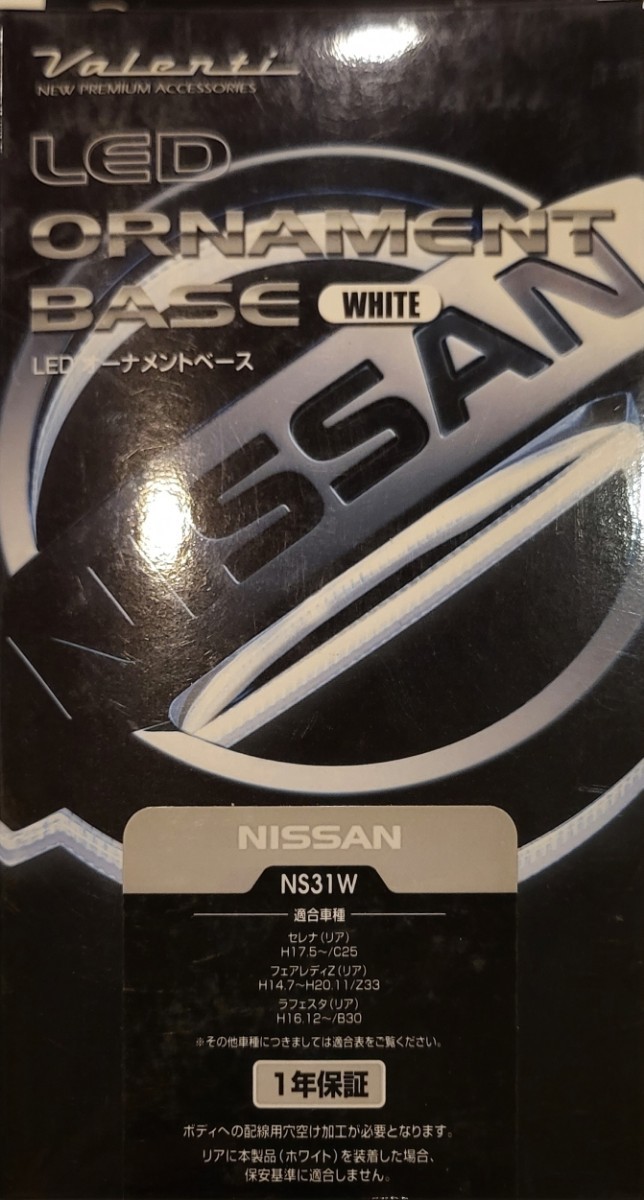 Valenti
NEW PREMIUM ACCESSORIES
LED
ORNAMENT
BASE WHITE
LEDオーナメントベース
NISSAN
NISSAN
NS31W
適合車種
セレナ(リア)
H17.5~/C25
フェアレディZ(リア)
H14.7~H20.11/Z33
ラフェスタ(リア)
H16.12~/B30
※その他車種につきましては適合表をご覧ください。
1年保証
ボディへの配線用穴空け加工が必要となります。
リアに本製品(ホワイト)を装着した場合、
保安基準に適合しません。